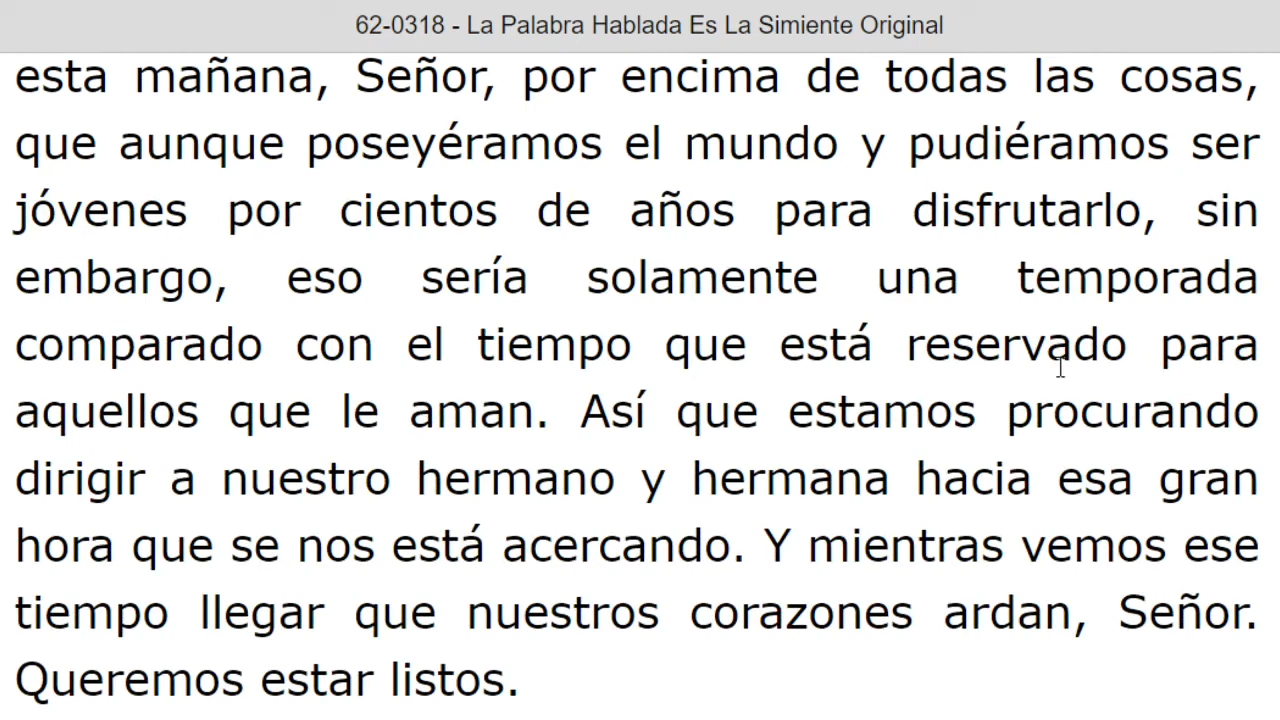 62-0318 - La Palabra Hablada Es La Simiente Original
esta mañana, Señor, por encima de todas las cosas,
que aunque poseyéramos el mundo y pudiéramos ser
jóvenes por cientos de años para disfrutarlo, sin
embargo, eso sería solamente una temporada
comparado con el tiempo que está reservado para
aquellos que le aman. Así que estamos procurando
dirigir a nuestro hermano y hermana hacia esa gran
hora que se nos está acercando. Y mientras vemos ese
tiempo llegar que nuestros corazones ardan, Señor.
Queremos estar listos.